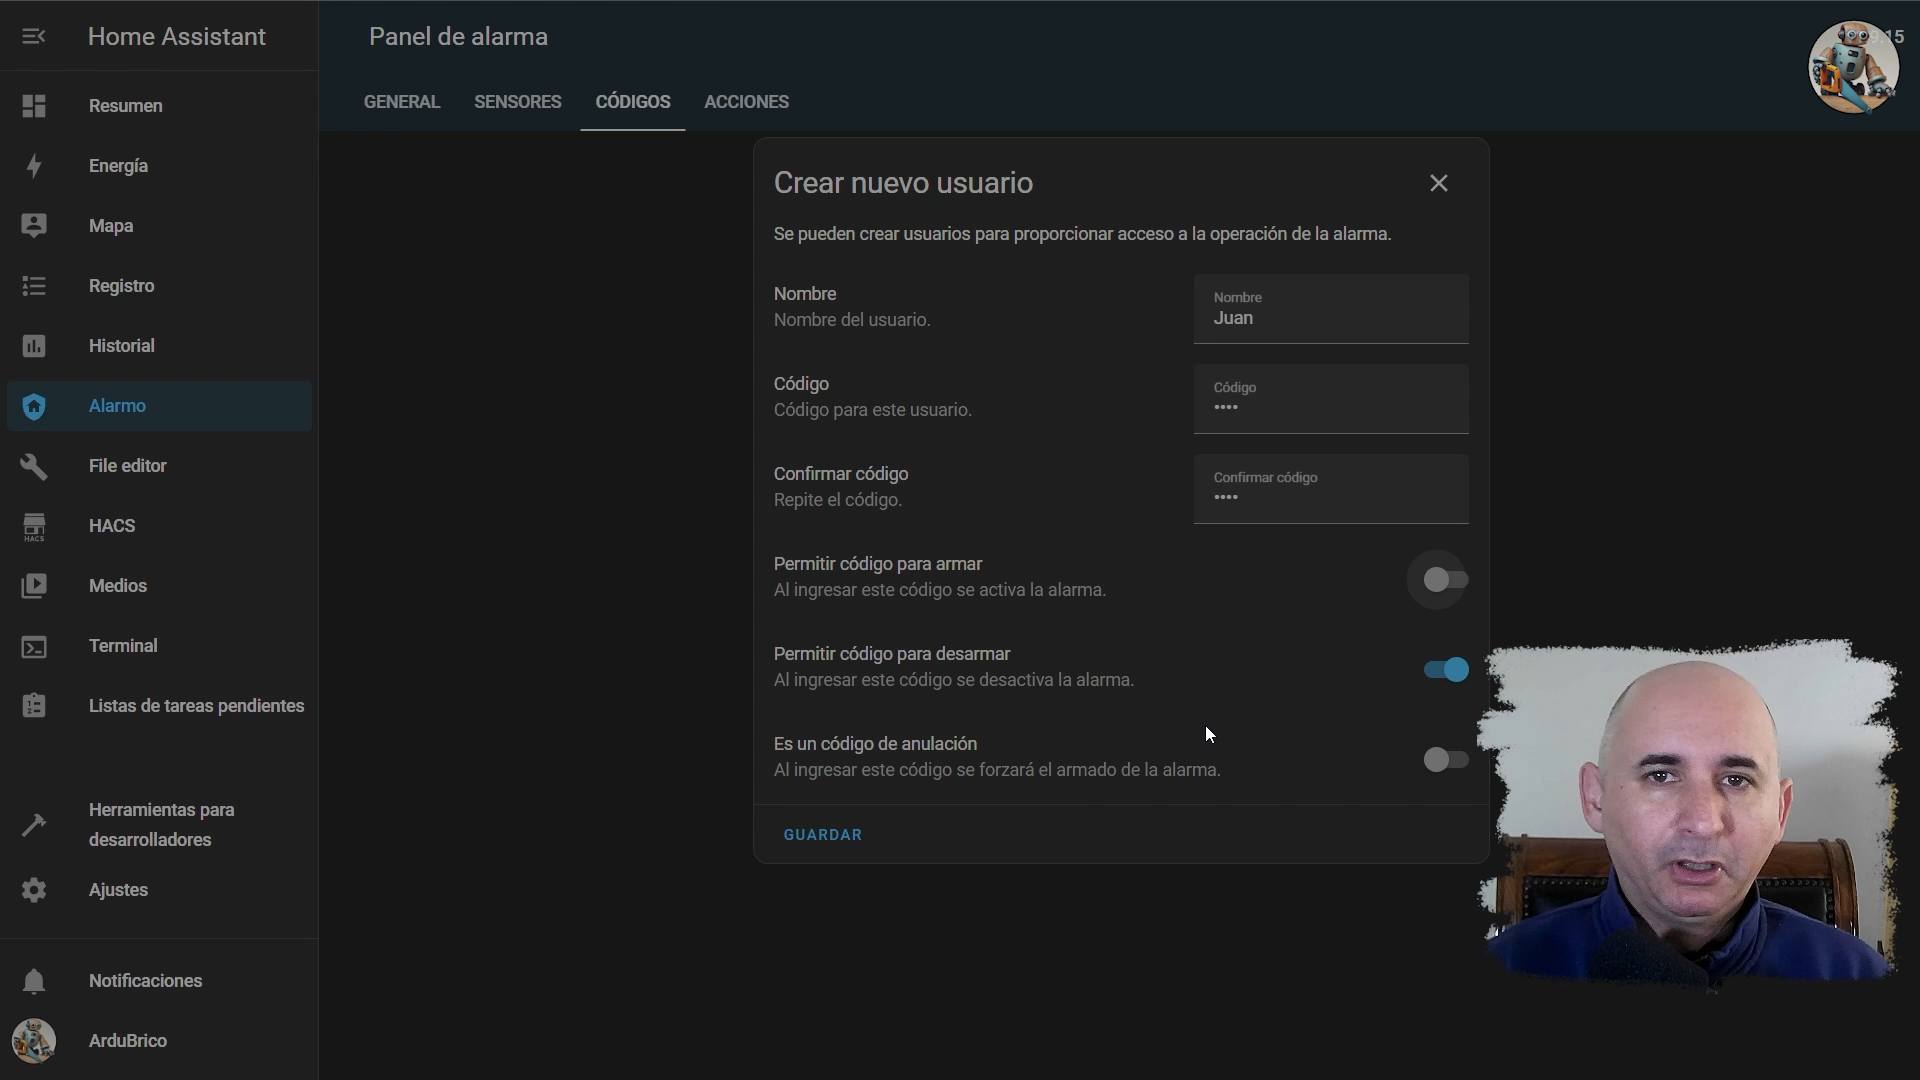 Home Assistant
Resumen
Energía
Mapa
Registro
Historial
Alarmo
File editor
HACS
HACS
Medios
Terminal
Listas de tareas pendientes
Herramientas para
desarrolladores
Ajustes
Notificaciones
ArduBrico
Panel de alarma
GENERAL
SENSORES
CÓDIGOS
ACCIONES
Crear nuevo usuario
Se pueden crear usuarios para proporcionar acceso a la operación de la alarma.
Nombre
Nombre del usuario.
Nombre
Juan
Código
Código para este usuario.
Código
••••
Confirmar código
Repite el código.
Confirmar código
••••
Permitir código para armar
Al ingresar este código se activa la alarma.
Permitir código para desarmar
Al ingresar este código se desactiva la alarma.
Es un código de anulación
Al ingresar este código se forzará el armado de la alarma.
GUARDAR